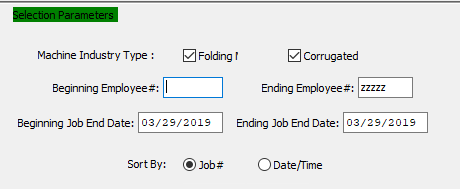 Selection Parameters
Machine Industry Type : Folding Corrugated
Beginning Employee#: Ending Employee#: zzzzz
Beginning Job End Date: 03/29/2019 Ending Job End Date: 03/29/2019
Sort By: Job# Date/Time